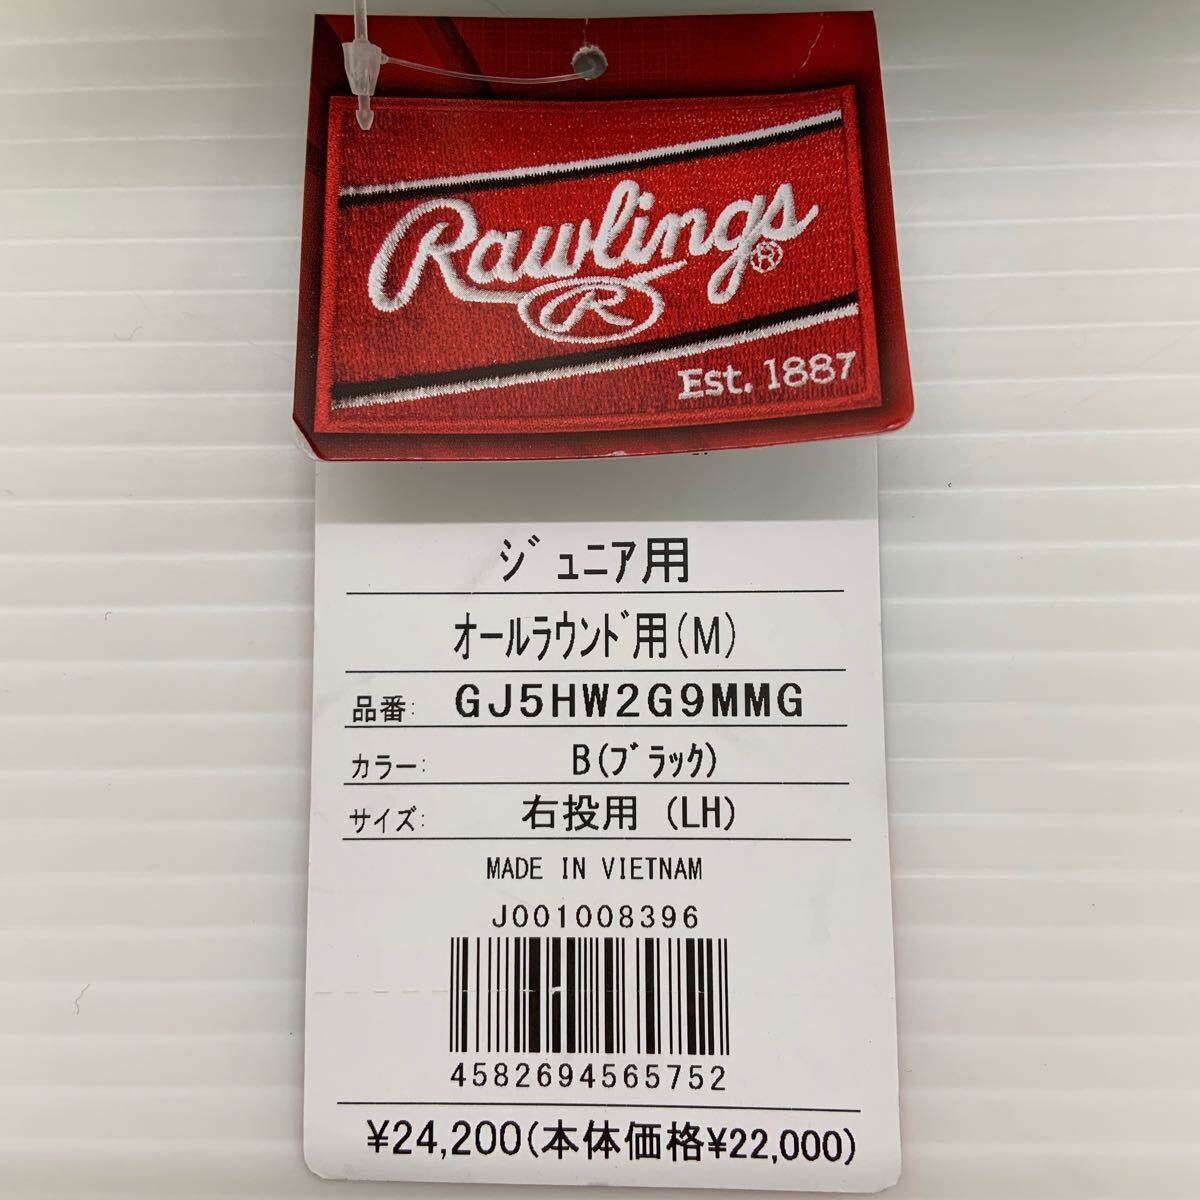 Rawlings®
R
Est. 1887
ジュニア用
オールラウンド用(M)
品番: GJ5HW2G9MMG
カラー: B(ブラック)
サイズ: 右投用 (LH)
MADE IN VIETNAM
J001008396
4582694565752
¥24,200(本体価格¥22,000)